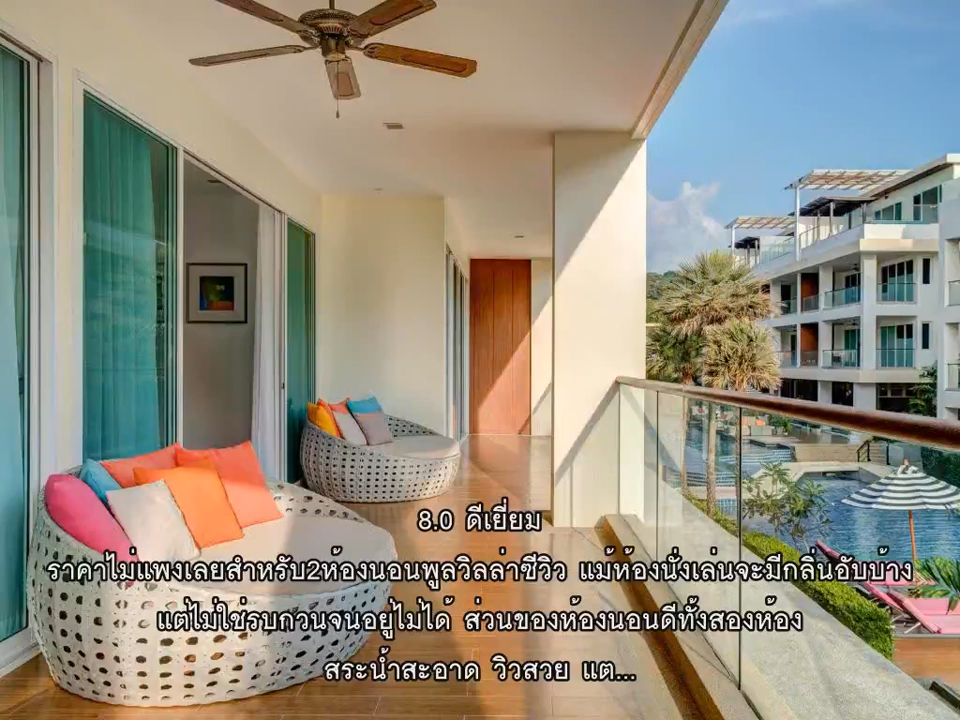 8.0 ดีเยี่ยม
ราคาไม่แพงเลยสำหรับ2ห้องนอนพูลวิลล่าซีวิว แม้ห้องนั่งเล่นจะมีกลิ่นอับบ้าง
แต่ไม่ใช่รบกวนจนอยู่ไม่ได้ ส่วนของห้องนอนดีทั้งสองห้อง
สระน้ำสะอาด วิวสวย แต่...